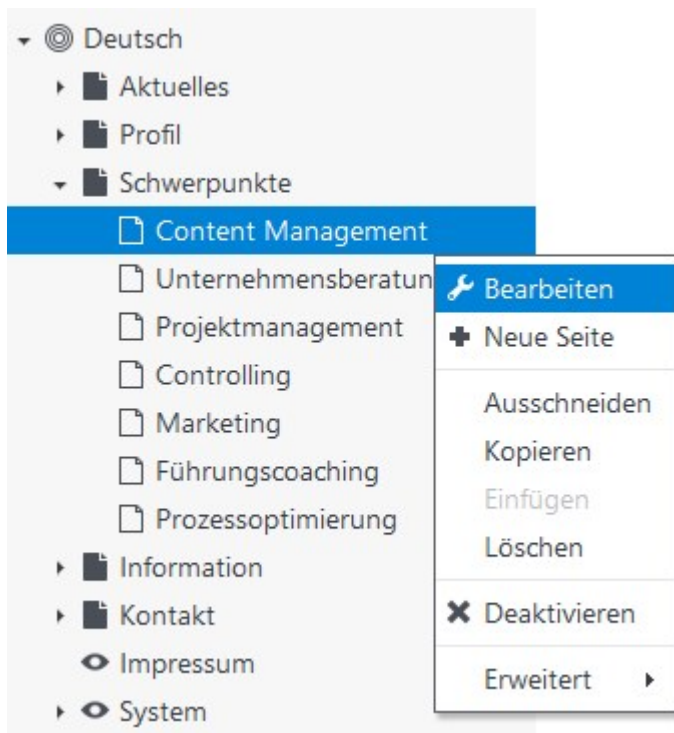 Deutsch
Aktuelles
Profil
Schwerpunkte
Content Management
Unternehmensberatun
Projektmanagement
Controlling
Marketing
Führungscoaching
Prozessoptimierung
Information
Kontakt
Impressum
System
Bearbeiten
Neue Seite
Ausschneiden
Kopieren
Einfügen
Löschen
Deaktivieren
Erweitert